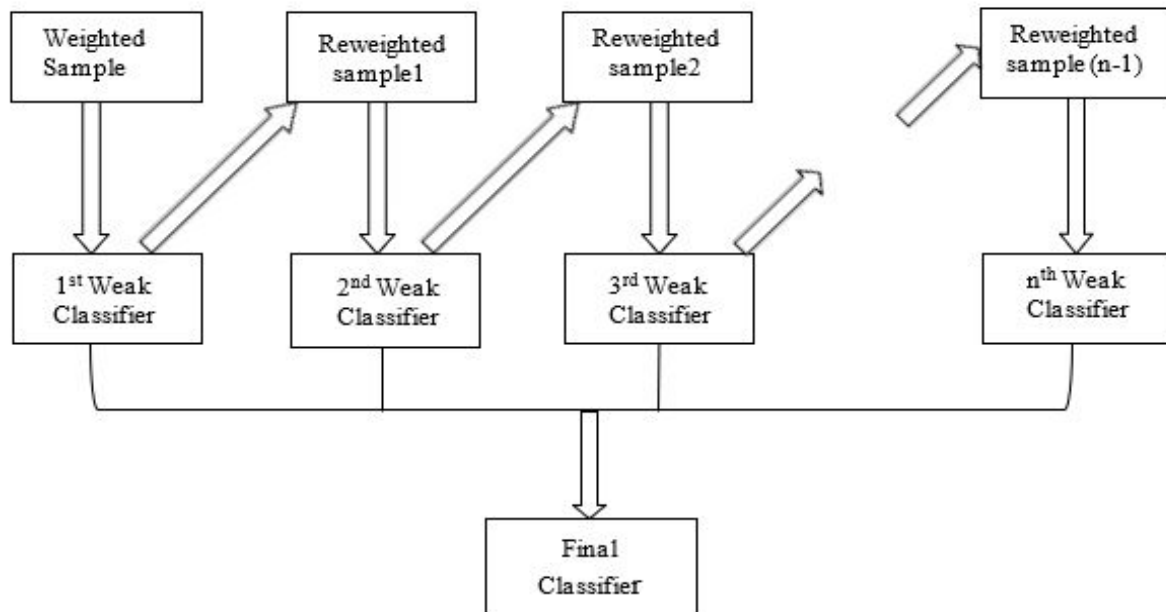 Weighted
Sample
Reweighted
sample1
Reweighted
sample2
Reweighted
sample (n-1)
1st Weak
Classifier
2nd Weak
Classifier
3rd Weak
Classifier
nth Weak
Classifier
Final
Classifier